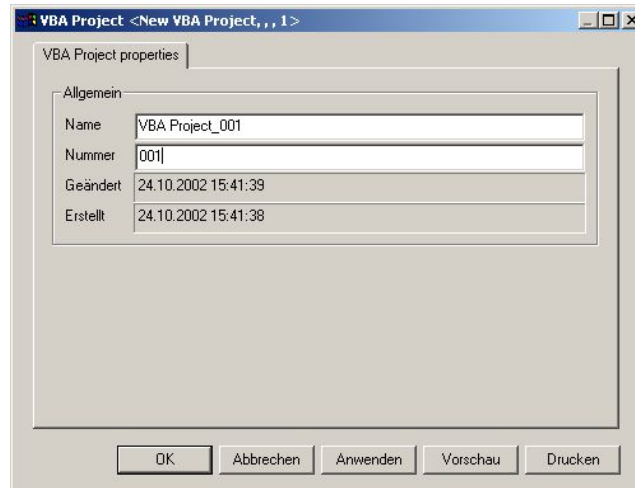 VBA Project <New VBA Project, , , 1>
VBA Project properties
Allgemein
Name VBA Project_001
Nummer 001
Geändert 24.10.2002 15:41:39
Erstellt 24.10.2002 15:41:38
OK Abbrechen Anwenden Vorschau Drucken